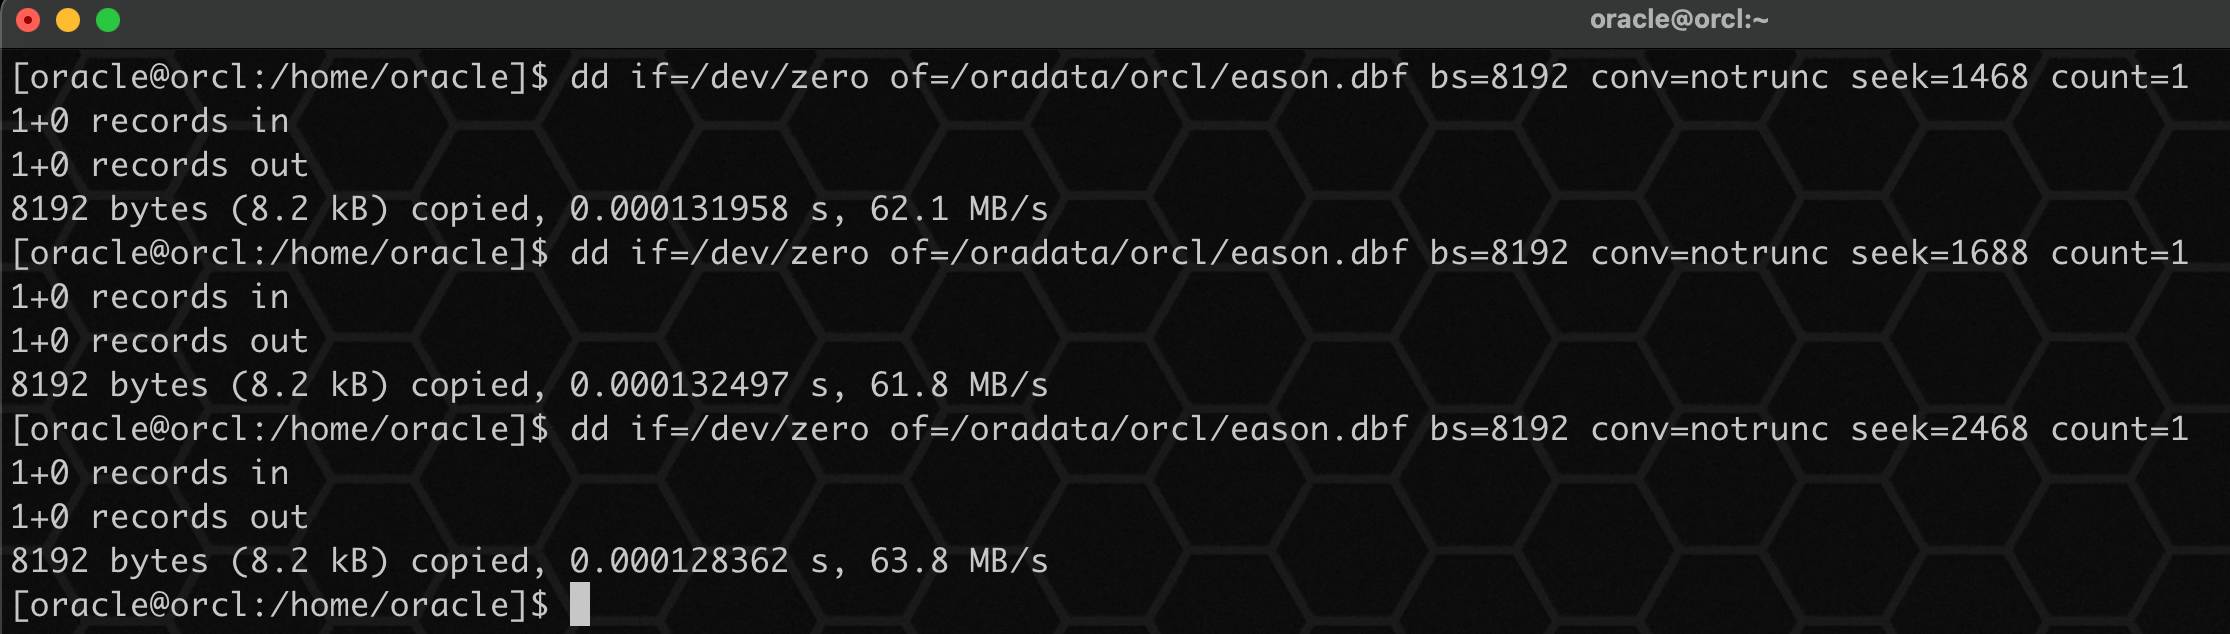 oracle@orcl:~
[oracle@orcl:/home/oracle]$ dd if=/dev/zero of=/oradata/orcl/eason.dbf bs=8192 conv=notrunc seek=1468 count=1
1+0 records in
1+0 records out
8192 bytes (8.2 kB) copied, 0.000131958 s, 62.1 MB/s
[oracle@orcl:/home/oracle]$ dd if=/dev/zero of=/oradata/orcl/eason.dbf bs=8192 conv=notrunc seek=1688 count=1
1+0 records in
1+0 records out
8192 bytes (8.2 kB) copied, 0.000132497 s, 61.8 MB/s
[oracle@orcl:/home/oracle]$ dd if=/dev/zero of=/oradata/orcl/eason.dbf bs=8192 conv=notrunc seek=2468 count=1
1+0 records in
1+0 records out
8192 bytes (8.2 kB) copied, 0.000128362 s, 63.8 MB/s
[oracle@orcl:/home/oracle]$